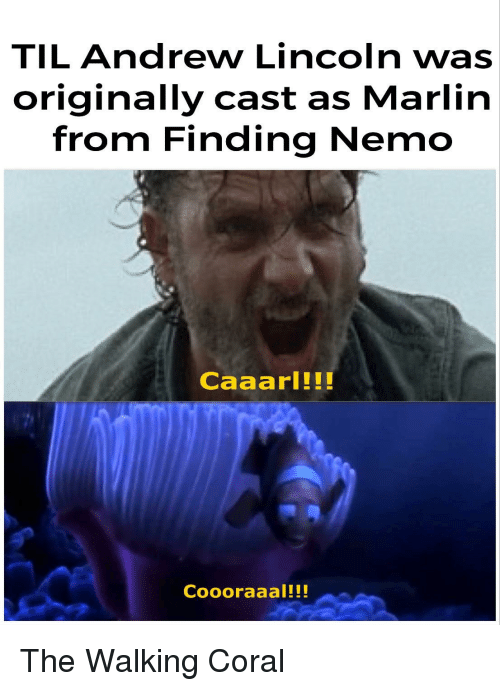 TIL Andrew Lincoln was
originally cast as Marlin
from Finding Nemo
Caaarl!!!
Coooraaal!!!
The Walking Coral